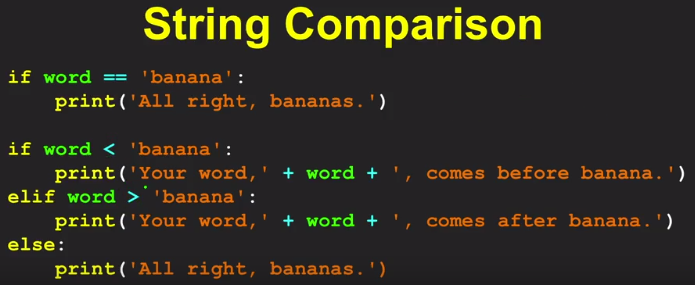 String Comparison
if word == 'banana':
    print('All right, bananas.')
if word < 'banana':
    print('Your word,' + word + ', comes before banana.')
elif word > 'banana':
    print('Your word,' + word + ', comes after banana.')
else:
    print('All right, bananas.')